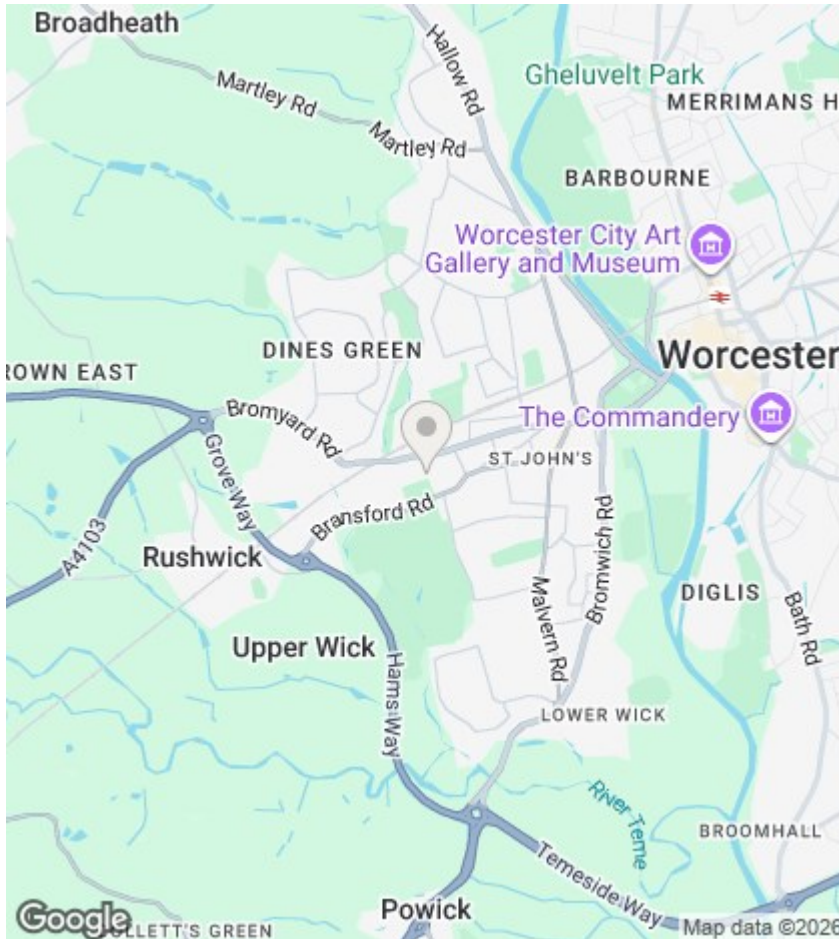 Broadheath
Hallow Rd
Martley Rd
Gheluvelt Park
MERRIMANS H
Martley Rd
BARBOURNE
Worcester City Art
Gallery and Museum
DINES GREEN
Worcester
ROWN EAST
Bromyard Rd
The Commandery
ST JOHN'S
Grove Way
Bransford Rd
A4103
Rushwick
Bromwich Rd
Malvern Rd
DIGLIS
Bath Rd
Upper Wick
Hams Way
LOWER WICK
River Teme
BROOMHALL
Temeside Way
Powick
Google
OLLETT'S GREEN
Map data ©2026